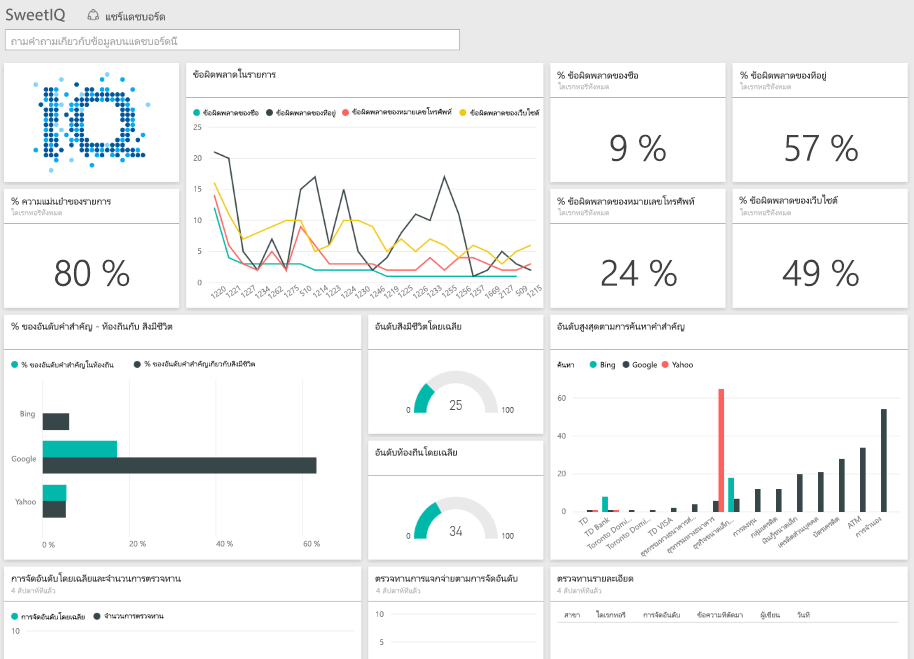 SweetIQ แชร์แดชบอร์ด
ถามคำถามเกี่ยวกับข้อมูลบนแดชบอร์ดนี้
IQ
% ความแม่นยำของรายการ
ไดเรกทอรีทั้งหมด
80 %
ข้อผิดพลาดในรายการ
ข้อผิดพลาดของชื่อ ข้อผิดพลาดของที่อยู่ ข้อผิดพลาดของหมายเลขโทรศัพท์ ข้อผิดพลาดของเว็บไซต์
25
20
15
10
5
0
1220 1221 1227 1234 1262 1275 510 1214 1223 1224 1230 1246 1219 1225 1226 1233 1255 1256 1257 1669 2127 509 1215
% ข้อผิดพลาดของชื่อ
ไดเรกทอรีทั้งหมด
9 %
% ข้อผิดพลาดของที่อยู่
ไดเรกทอรีทั้งหมด
57 %
% ข้อผิดพลาดของหมายเลขโทรศัพท์
ไดเรกทอรีทั้งหมด
24 %
% ข้อผิดพลาดของเว็บไซต์
ไดเรกทอรีทั้งหมด
49 %
% ของอันดับคำสำคัญ - ท้องถิ่นกับ สิ่งมีชีวิต
% ของอันดับคำสำคัญในท้องถิ่น % ของอันดับคำสำคัญเกี่ยวกับสิ่งมีชีวิต
Bing
Google
Yahoo
0 % 20 % 40 % 60 %
อันดับสิ่งมีชีวิตโดยเฉลี่ย
0 25 100
อันดับท้องถิ่นโดยเฉลี่ย
0 34 100
อันดับสูงสุดตามการค้นหาคำสำคัญ
ค้นหา Bing Google Yahoo
60
40
20
0
TD TD Bank Toronto Domi... Toronto Domi... TD VISA ธุรกรรมทางธนาคารส... ธุรกรรมทางธนาคาร ธุรกิจขนาดเล็ก... การลงทุน กลุ่มเครดิต สินเชื่อขนาดเล็ก เครดิตส่วนบุคคล บัตรเครดิต ATM การจำนอง
การจัดอันดับโดยเฉลี่ยและจำนวนการตรวจทาน
4 สัปดาห์ที่แล้ว
การจัดอันดับโดยเฉลี่ย จำนวนการตรวจทาน
10
ตรวจทานการแจกจ่ายตามการจัดอันดับ
4 สัปดาห์ที่แล้ว
10
5
ตรวจทานรายละเอียด
4 สัปดาห์ที่แล้ว
สาขา ไดเรกทอรี การจัดอันดับ ข้อความที่ตัดมา ผู้เขียน วันที่